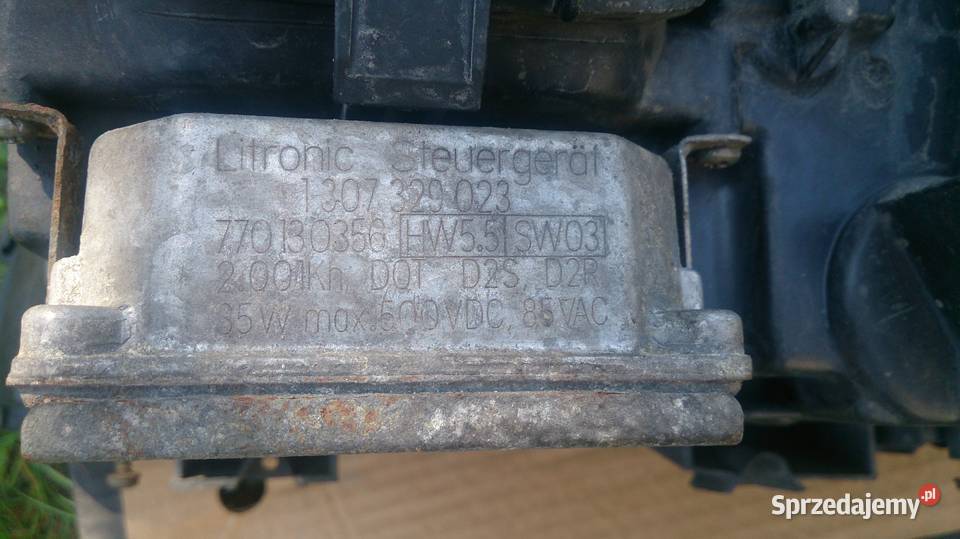 Litronic Steuergerät
1 307 329 023
770130356 HW5.5 SW03
2.001Kh, DOT D2S, D2R
35W max.500VDC, 85VAC
Sprzedajemy.pl